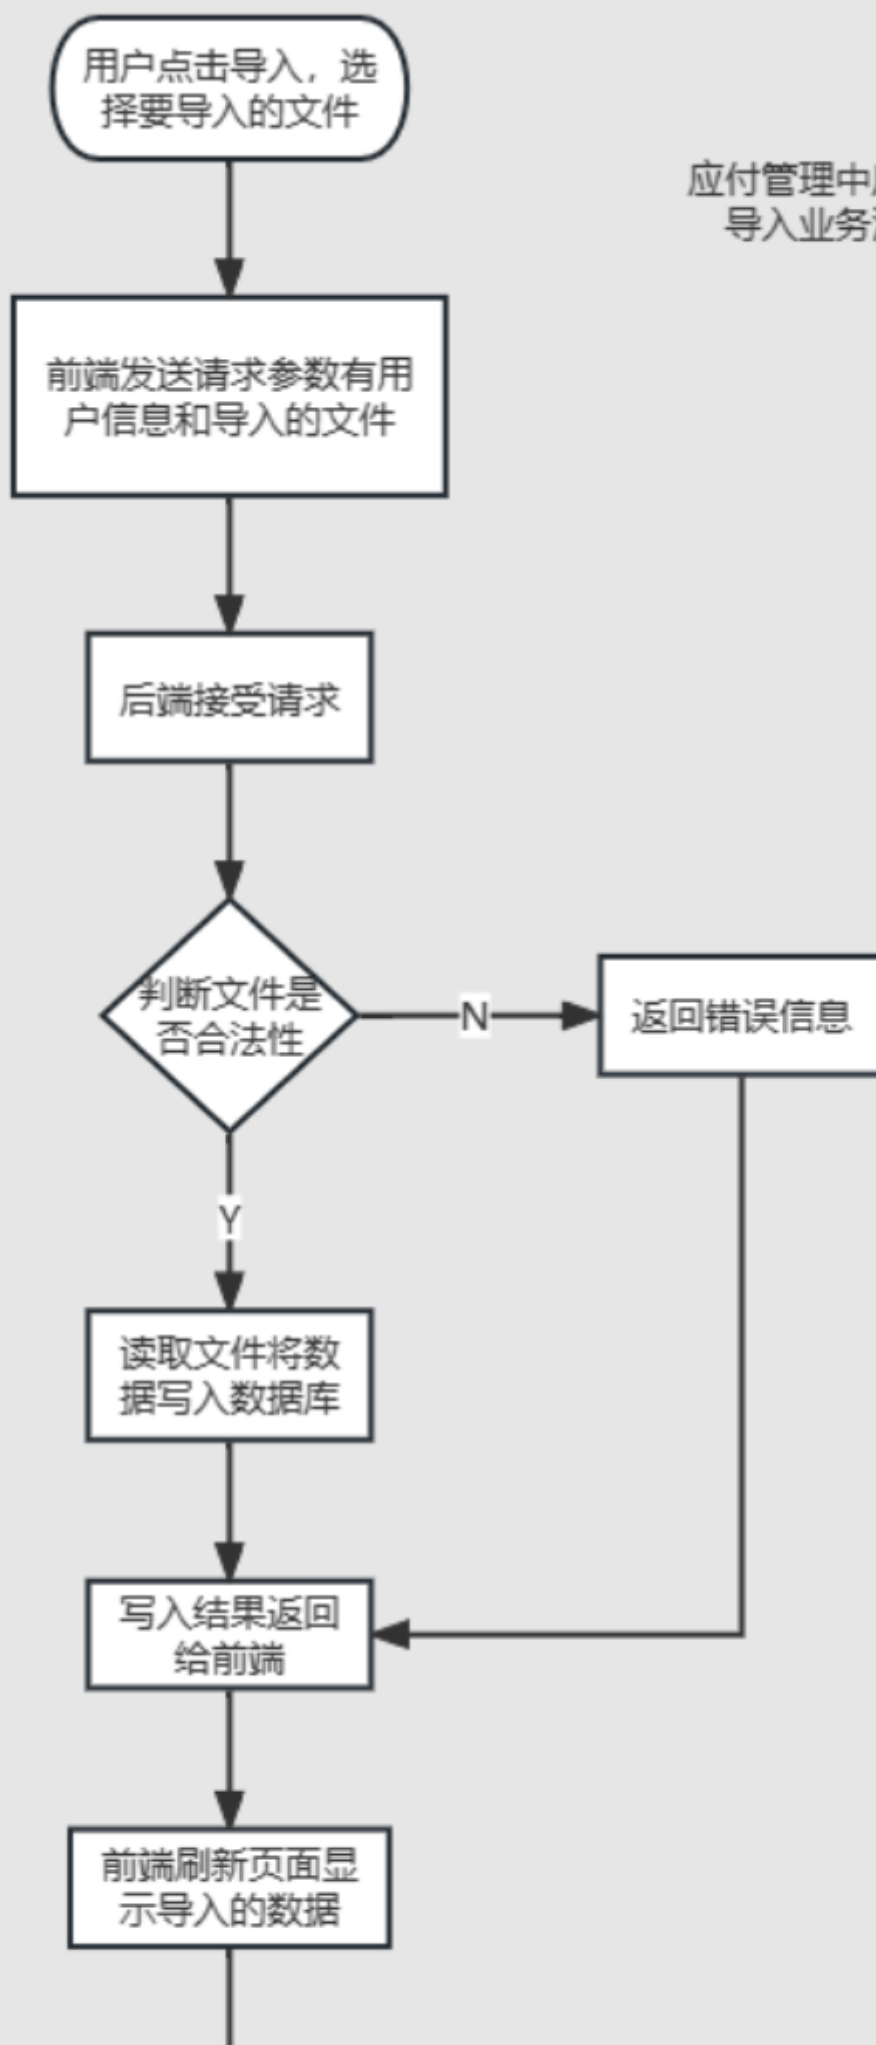 用户点击导入，选
择要导入的文件
应付管理中
导入业务
前端发送请求参数有用
户信息和导入的文件
后端接受请求
判断文件是
否合法性
N
返回错误信息
Y
读取文件将数
据写入数据库
写入结果返回
给前端
前端刷新页面显
示导入的数据